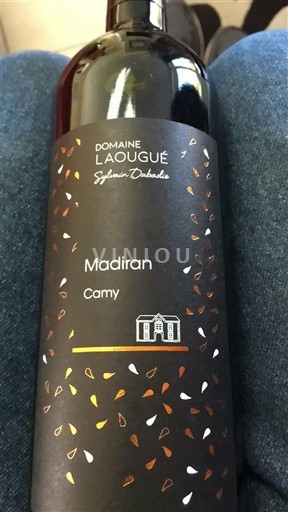 DOMAINE
LAOUGUÉ
Sylvain Dabadie
VINIOU
Madiran
Camy